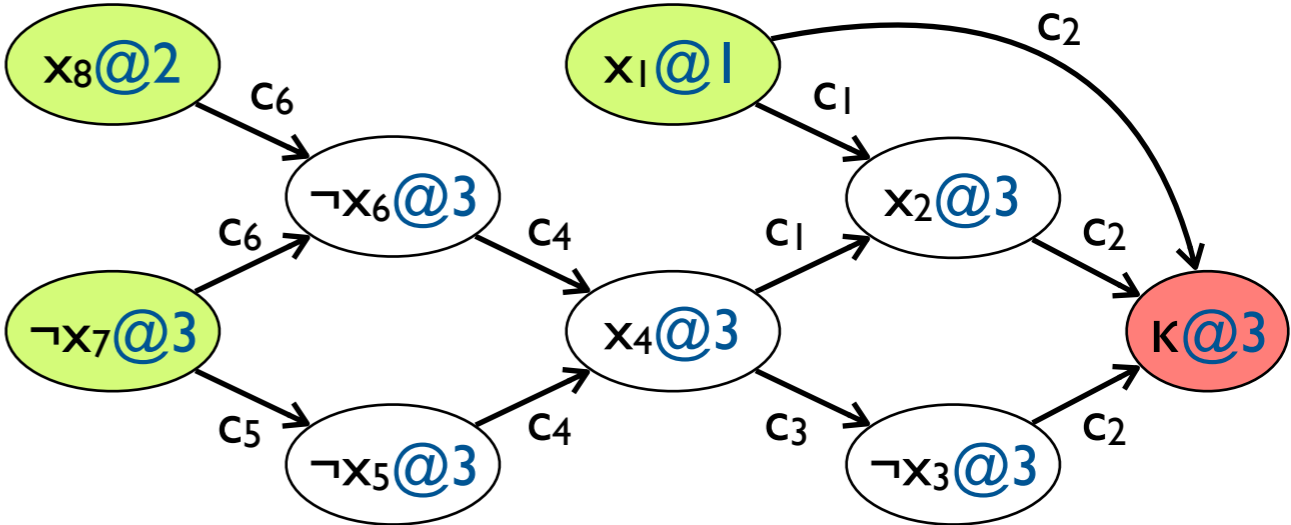 x₈@2
x₁@1
c₂
c₆
c₁
¬x₆@3
x₂@3
c₆
c₄
c₁
c₂
¬x₇@3
x₄@3
κ@3
c₅
c₄
c₃
c₂
¬x₅@3
¬x₃@3